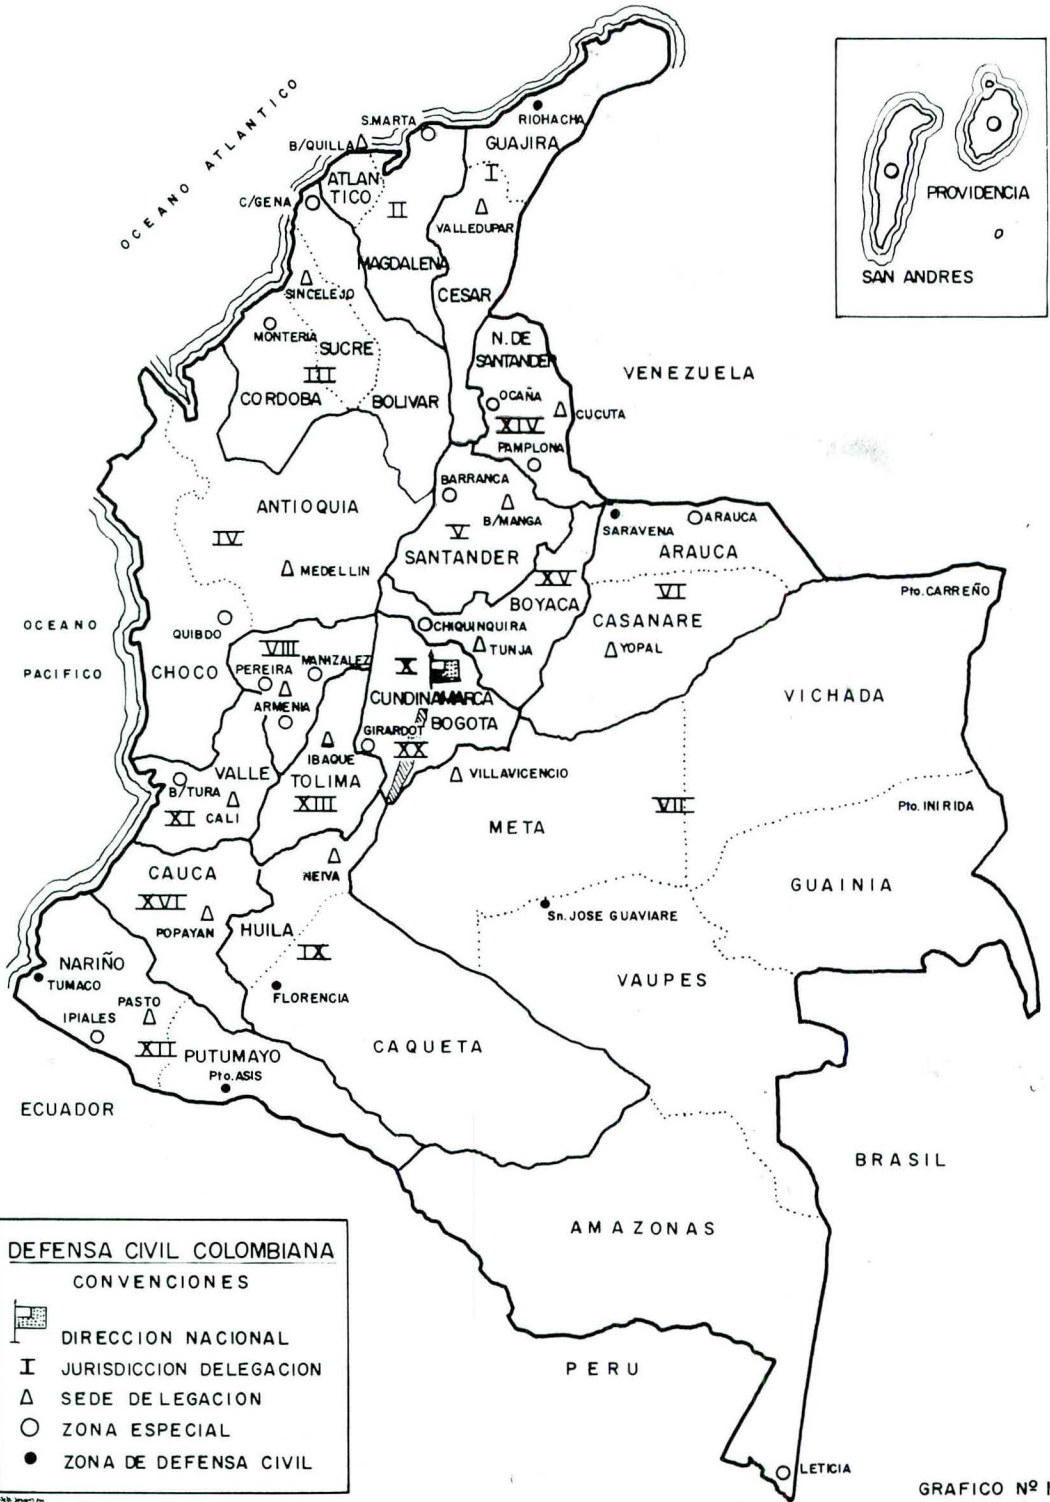 OCEANO ATLANTICO
S.MARTA
RIOHACHA
B/QUILLA
GUAJIRA
ATLAN
TICO
I
C/GENA
II
VALLEDUPAR
PROVIDENCIA
SAN ANDRES
MAGDALENA
SINCELEJO
CESAR
MONTERIA
SUCRE
N. DE
SANTANDER
III
CORDOBA
BOLIVAR
VENEZUELA
OCAÑA
CUCUTA
XIV
PAMPLONA
BARRANCA
ANTIOQUIA
B/MANGA
SARAVENA
ARAUCA
IV
V
SANTANDER
ARAUCA
MEDELLIN
XV
BOYACA
VI
CASANARE
Pto. CARREÑO
OCEANO
PACIFICO
QUIBDO
CHIQUINQUIRA
TUNJA
YOPAL
CHOCO
VIII
PEREIRA
MANIZALEZ
ARMENIA
X
CUNDINAMARCA
BOGOTA
GIRARDOT
XX
VICHADA
IBAQUE
VALLE
TOLIMA
VILLAVICENCIO
B/TURA
XI
CALI
XIII
META
VII
Pto. INIRIDA
CAUCA
NEIVA
XVI
POPAYAN
HUILA
Sn. JOSE GUAVIARE
GUAINIA
IX
NARIÑO
TUMACO
FLORENCIA
VAUPES
PASTO
IPIALES
XII
PUTUMAYO
Pto. ASIS
CAQUETA
ECUADOR
BRASIL
AMAZONAS
PERU
LETICIA
DEFENSA CIVIL COLOMBIANA
CONVENCIONES
DIRECCION NACIONAL
I JURISDICCION DELEGACION
SEDE DELEGACION
ZONA ESPECIAL
ZONA DE DEFENSA CIVIL
GRAFICO Nº 1